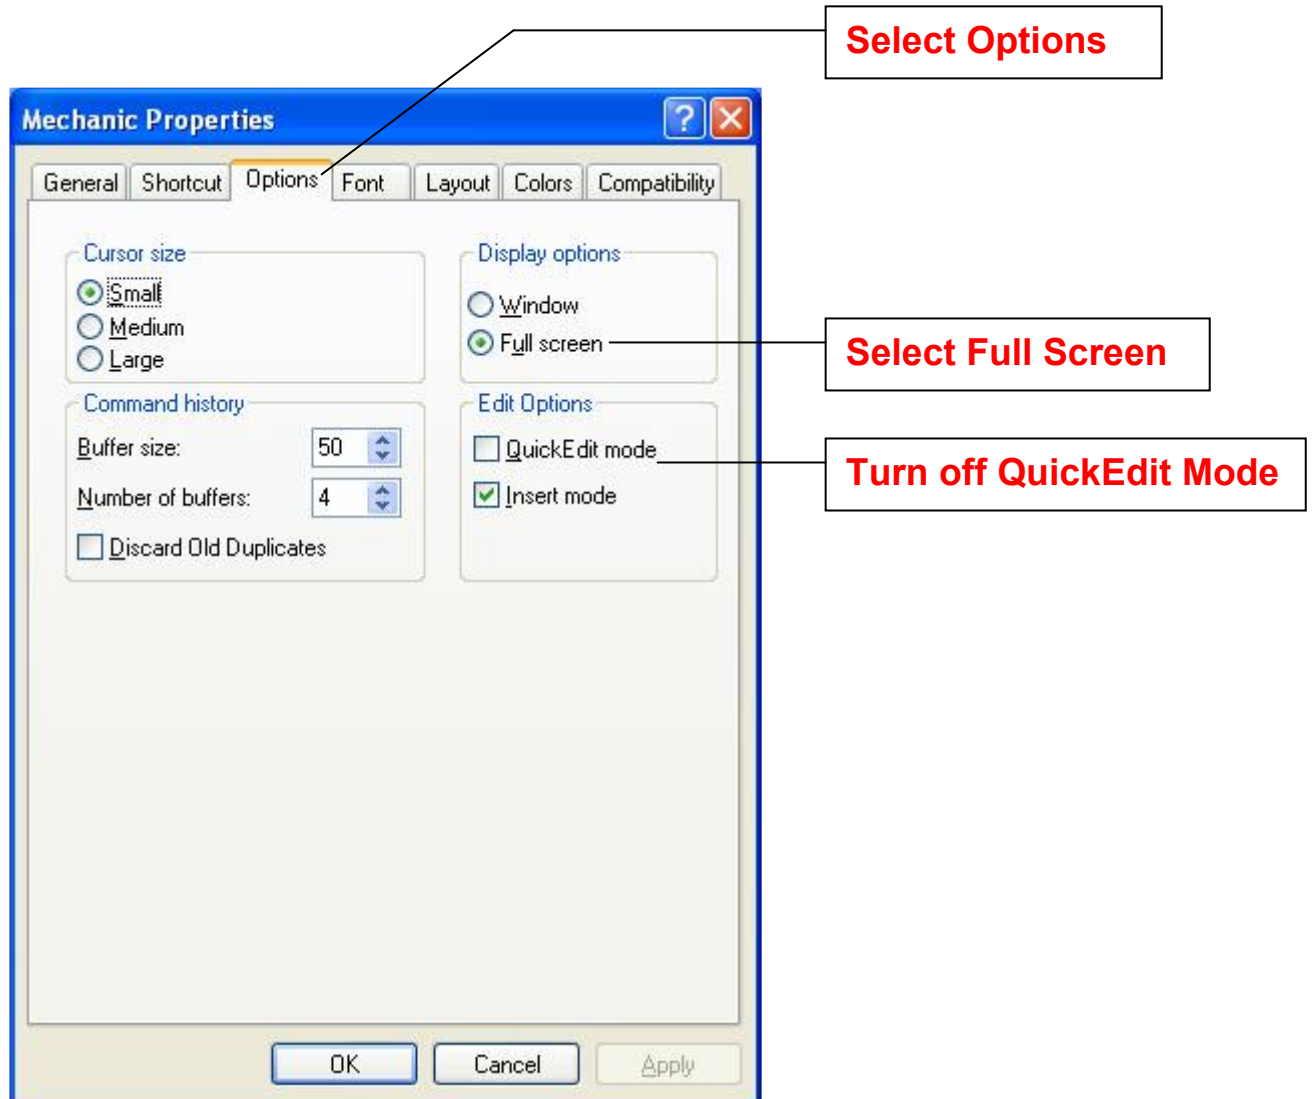 Select Options
Mechanic Properties
General Shortcut Options Font Layout Colors Compatibility
Cursor size
Small
Medium
Large
Display options
Window
Full screen
Select Full Screen
Command history
Buffer size: 50
Number of buffers: 4
Discard Old Duplicates
Edit Options
QuickEdit mode
Insert mode
Turn off QuickEdit Mode
OK Cancel Apply